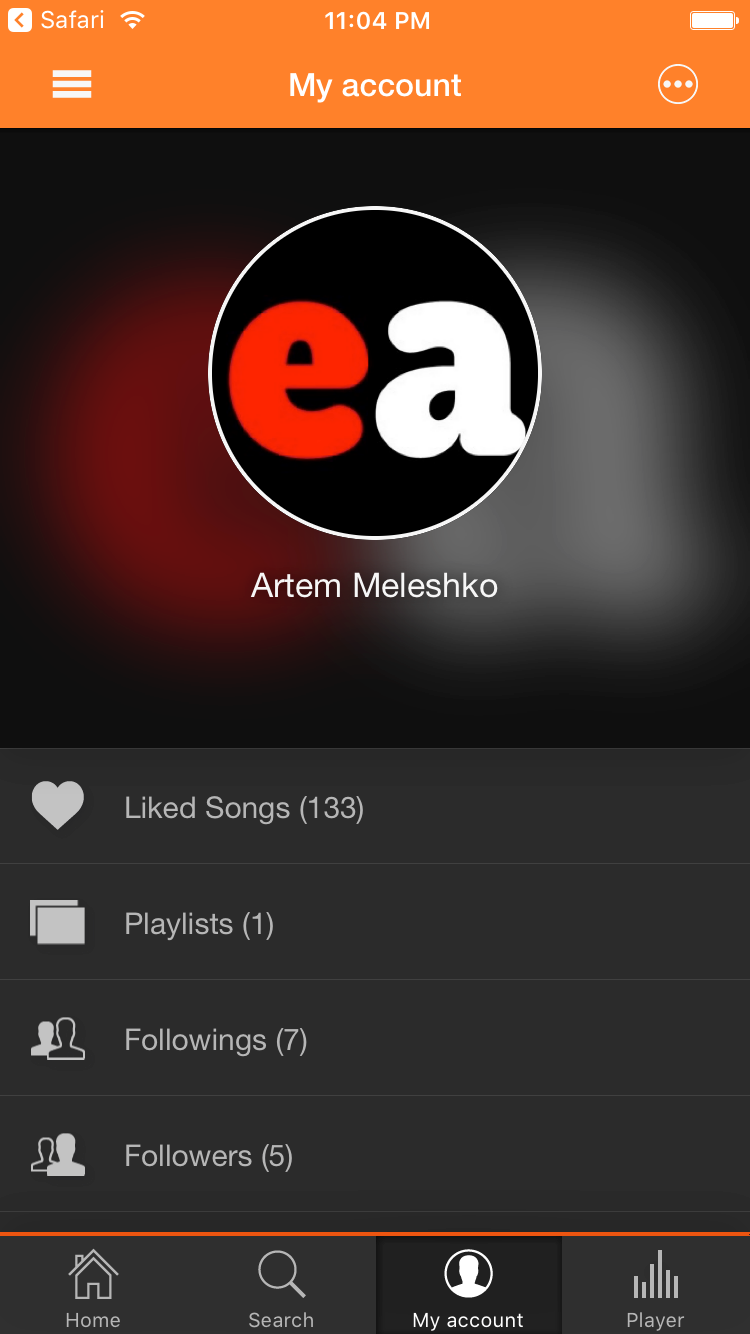 Safari 11:04 PM
My account
ea
Artem Meleshko
Liked Songs (133)
Playlists (1)
Followings (7)
Followers (5)
Home Search My account Player